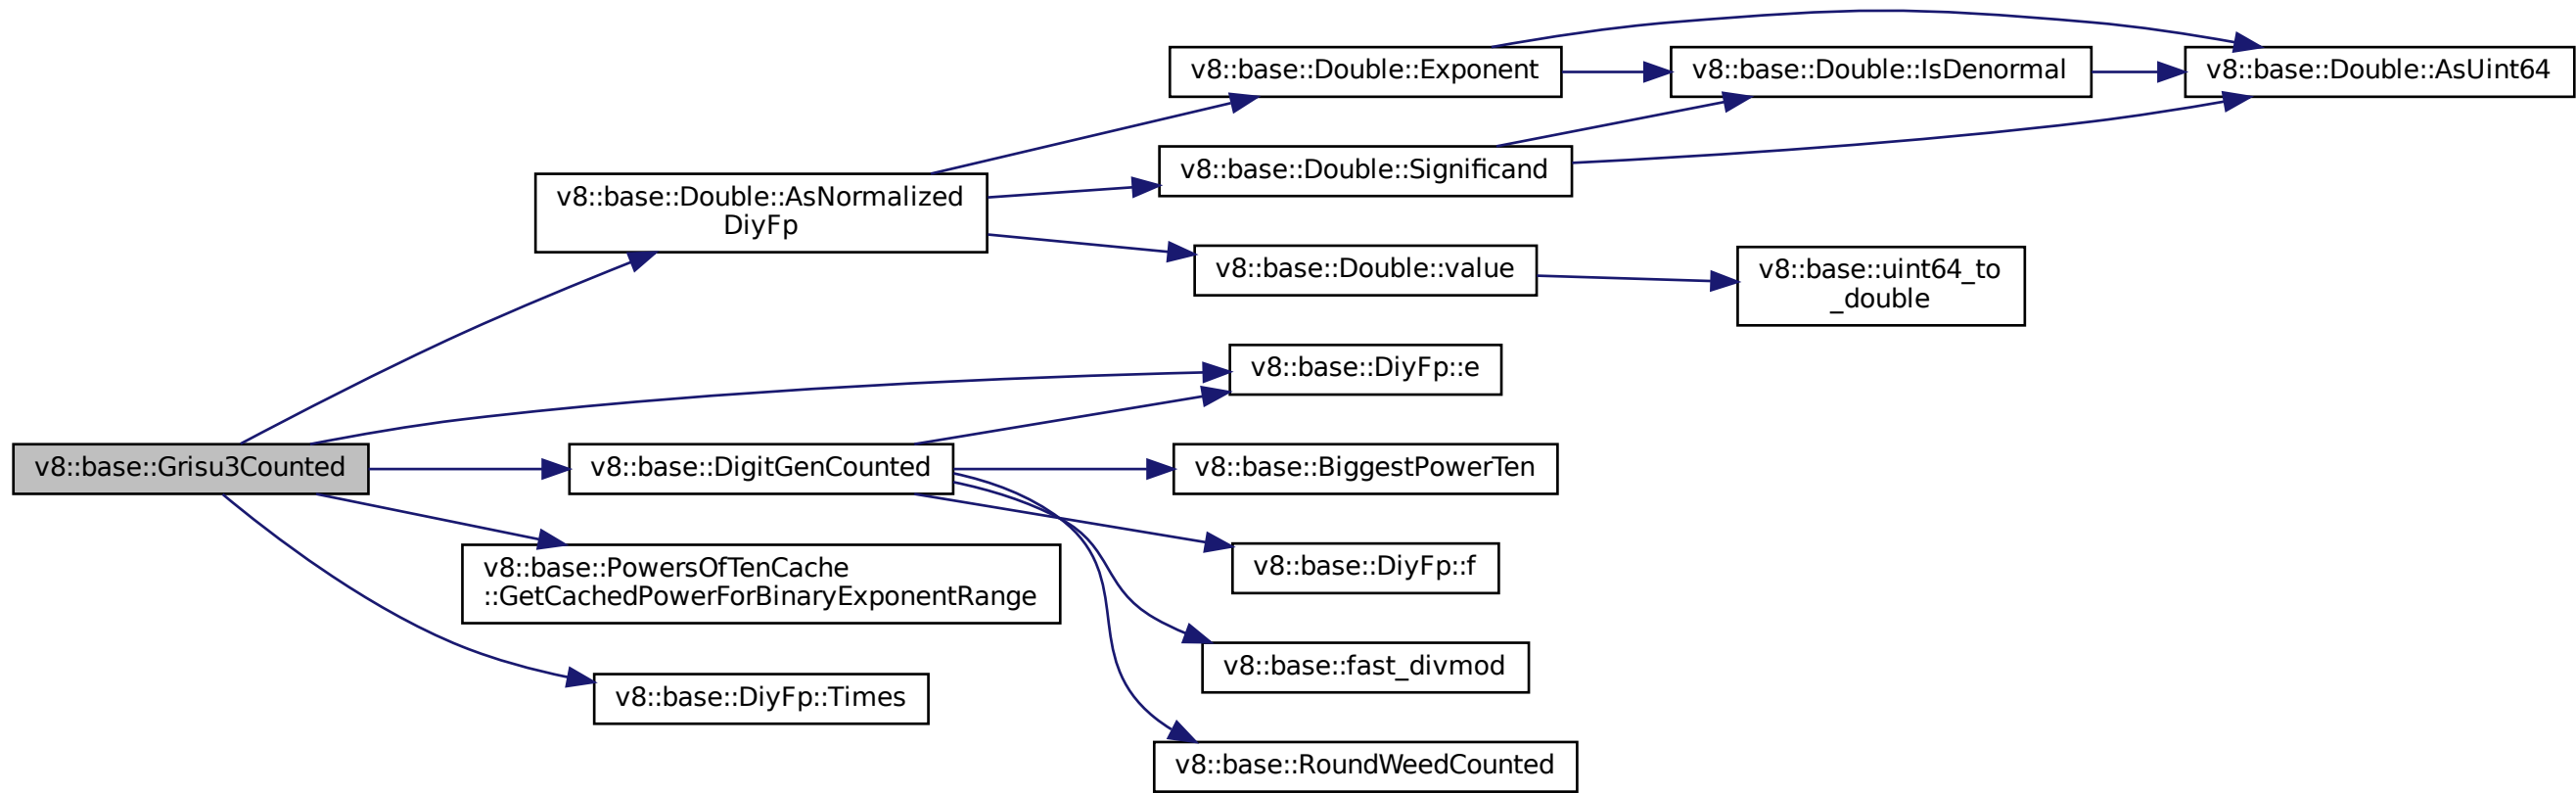 v8::base::Double::Exponent
v8::base::Double::IsDenormal
v8::base::Double::AsUint64
v8::base::Double::Significand
v8::base::Double::AsNormalized
DiyFp
v8::base::Double::value
v8::base::uint64_to
_double
v8::base::DiyFp::e
v8::base::Grisu3Counted
v8::base::DigitGenCounted
v8::base::BiggestPowerTen
v8::base::PowersOfTenCache
::GetCachedPowerForBinaryExponentRange
v8::base::DiyFp::f
v8::base::fast_divmod
v8::base::DiyFp::Times
v8::base::RoundWeedCounted